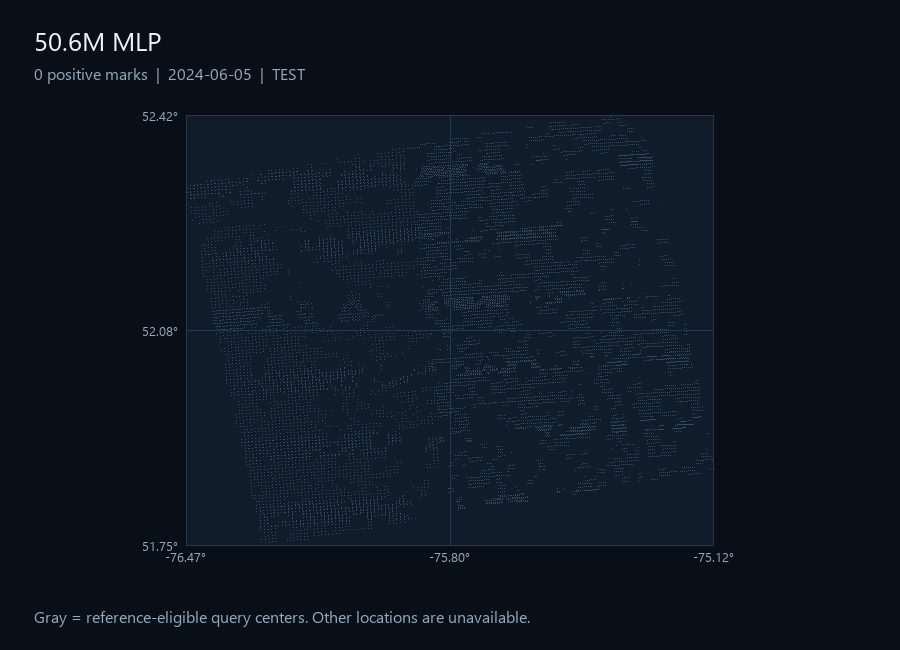 50.6M MLP
0 positive marks | 2024-06-05 | TEST
52.42°
52.08°
51.75°
-76.47°
-75.80°
-75.12°
Gray = reference-eligible query centers. Other locations are unavailable.